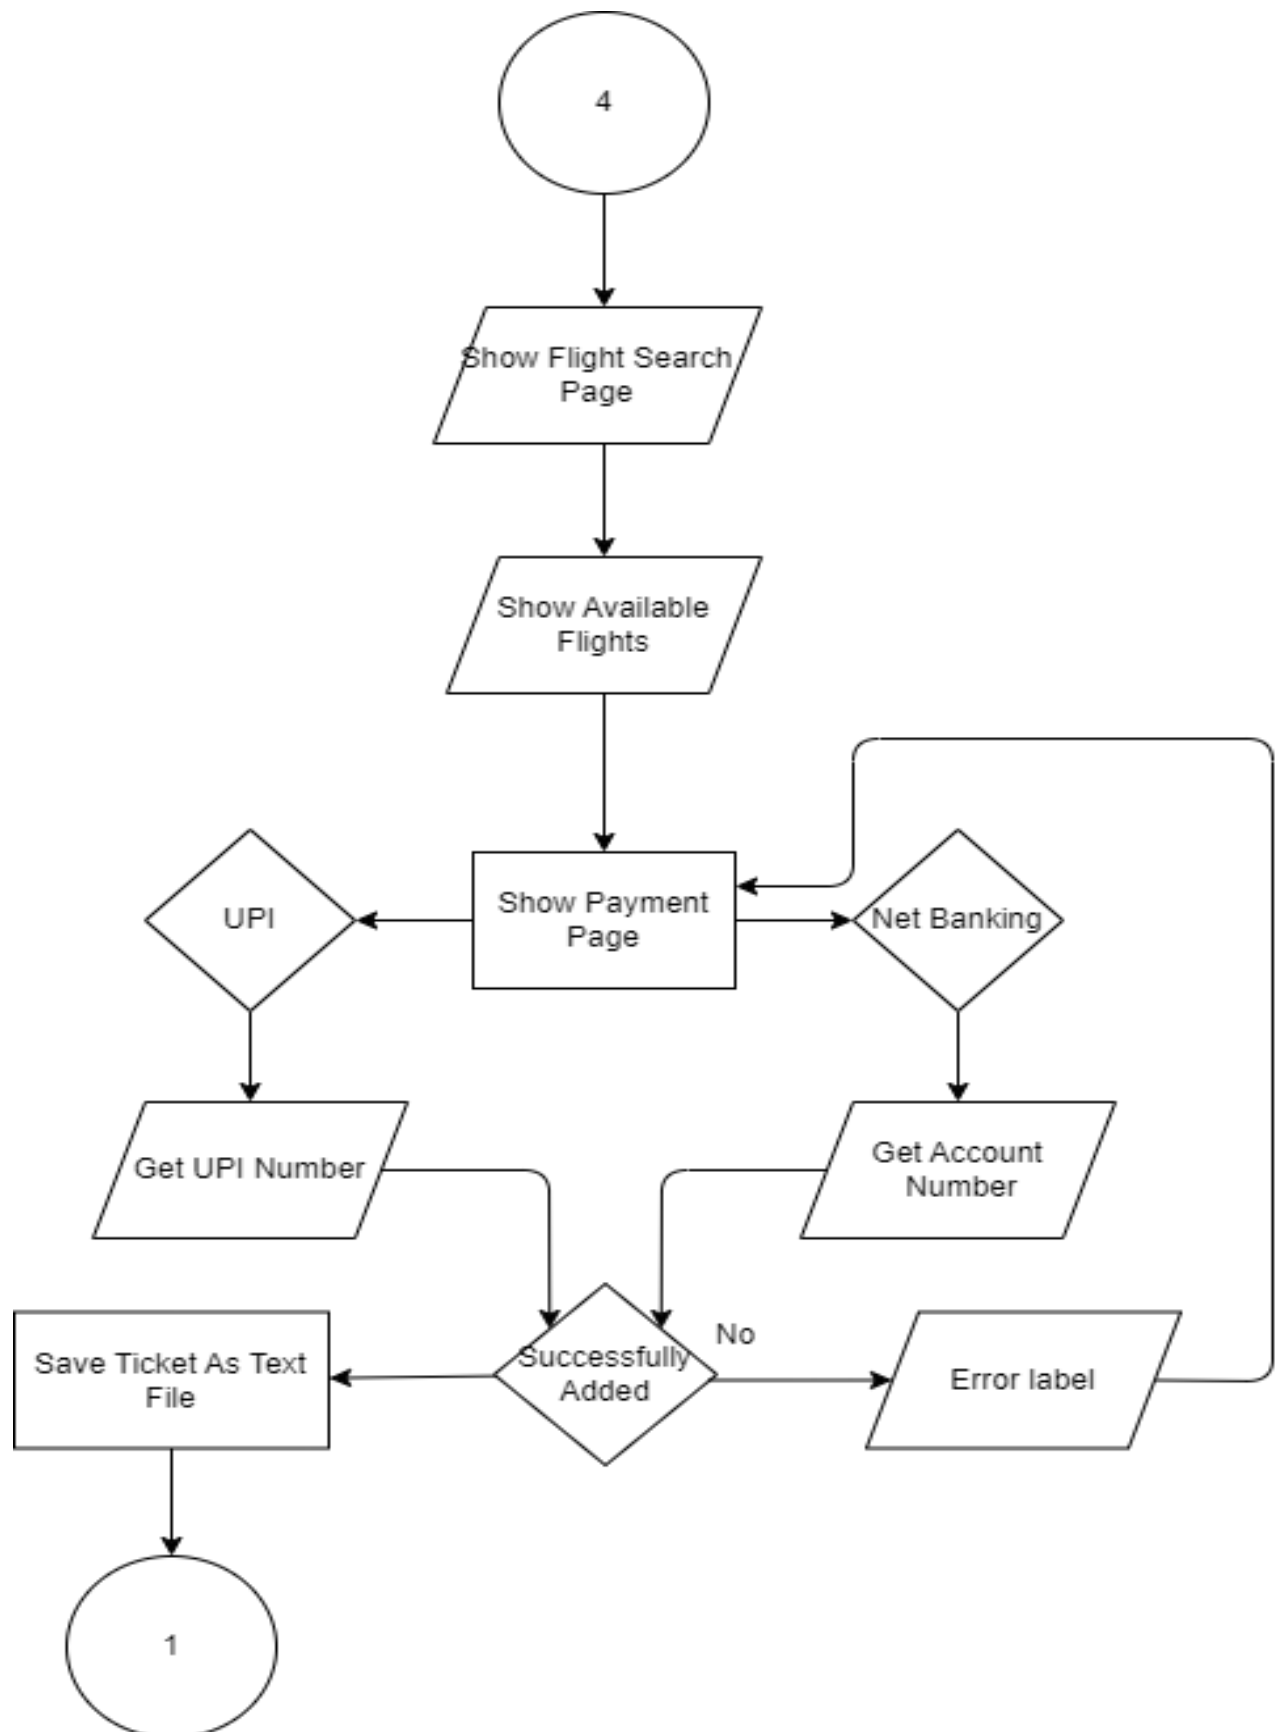 4
Show Flight Search
Page
Show Available
Flights
UPI
Show Payment
Page
Net Banking
Get UPI Number
Get Account
Number
Save Ticket As Text
File
Successfully
Added
No
Error label
1